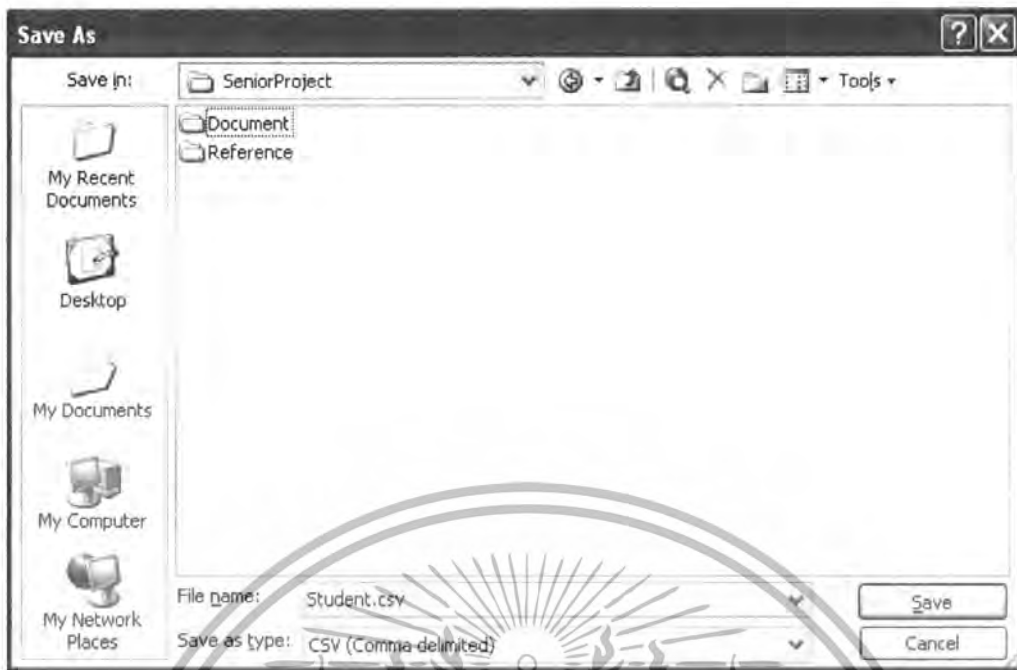 Save As
Save in:
SeniorProject
Tools
Document
Reference
My Recent
Documents
Desktop
My Documents
My Computer
My Network
Places
File name:
Student.csv
Save
Save as type:
CSV (Comma delimited)
Cancel